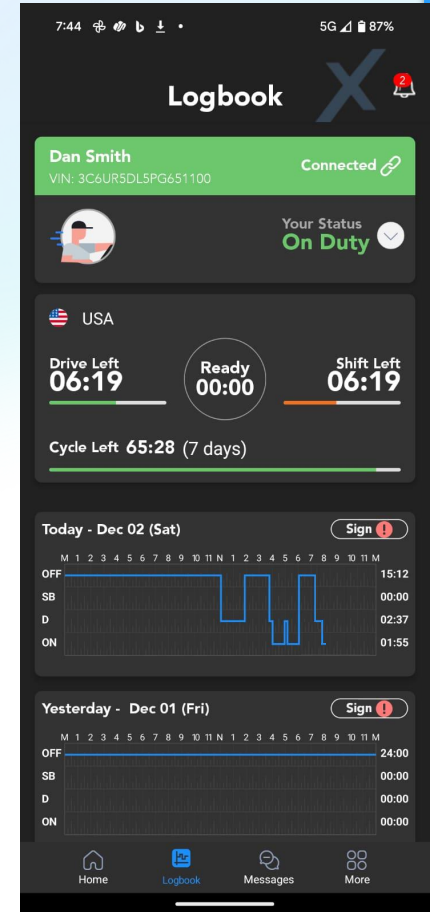 7:44 5G 87%
Logbook
2
Dan Smith
VIN: 3C6UR5DL5PG651100
Connected
Your Status
On Duty
USA
Drive Left
06:19
Ready
00:00
Shift Left
06:19
Cycle Left 65:28 (7 days)
Today - Dec 02 (Sat) Sign !
M 1 2 3 4 5 6 7 8 9 10 11 N 1 2 3 4 5 6 7 8 9 10 11 M
OFF 15:12
SB 00:00
D 02:37
ON 01:55
Yesterday - Dec 01 (Fri) Sign !
M 1 2 3 4 5 6 7 8 9 10 11 N 1 2 3 4 5 6 7 8 9 10 11 M
OFF 24:00
SB 00:00
D 00:00
ON 00:00
Home Logbook Messages More